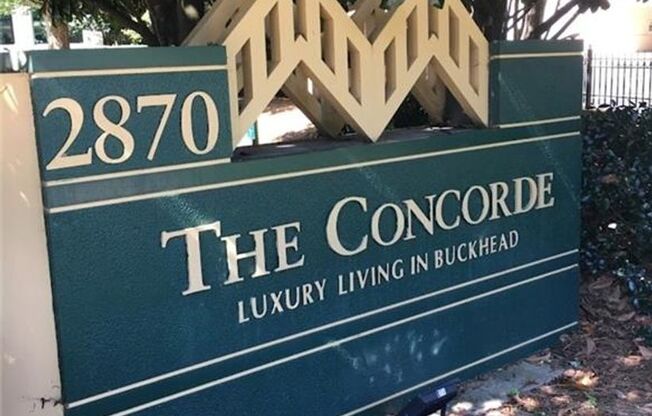 2870
THE CONCORDE
LUXURY LIVING IN BUCKHEAD